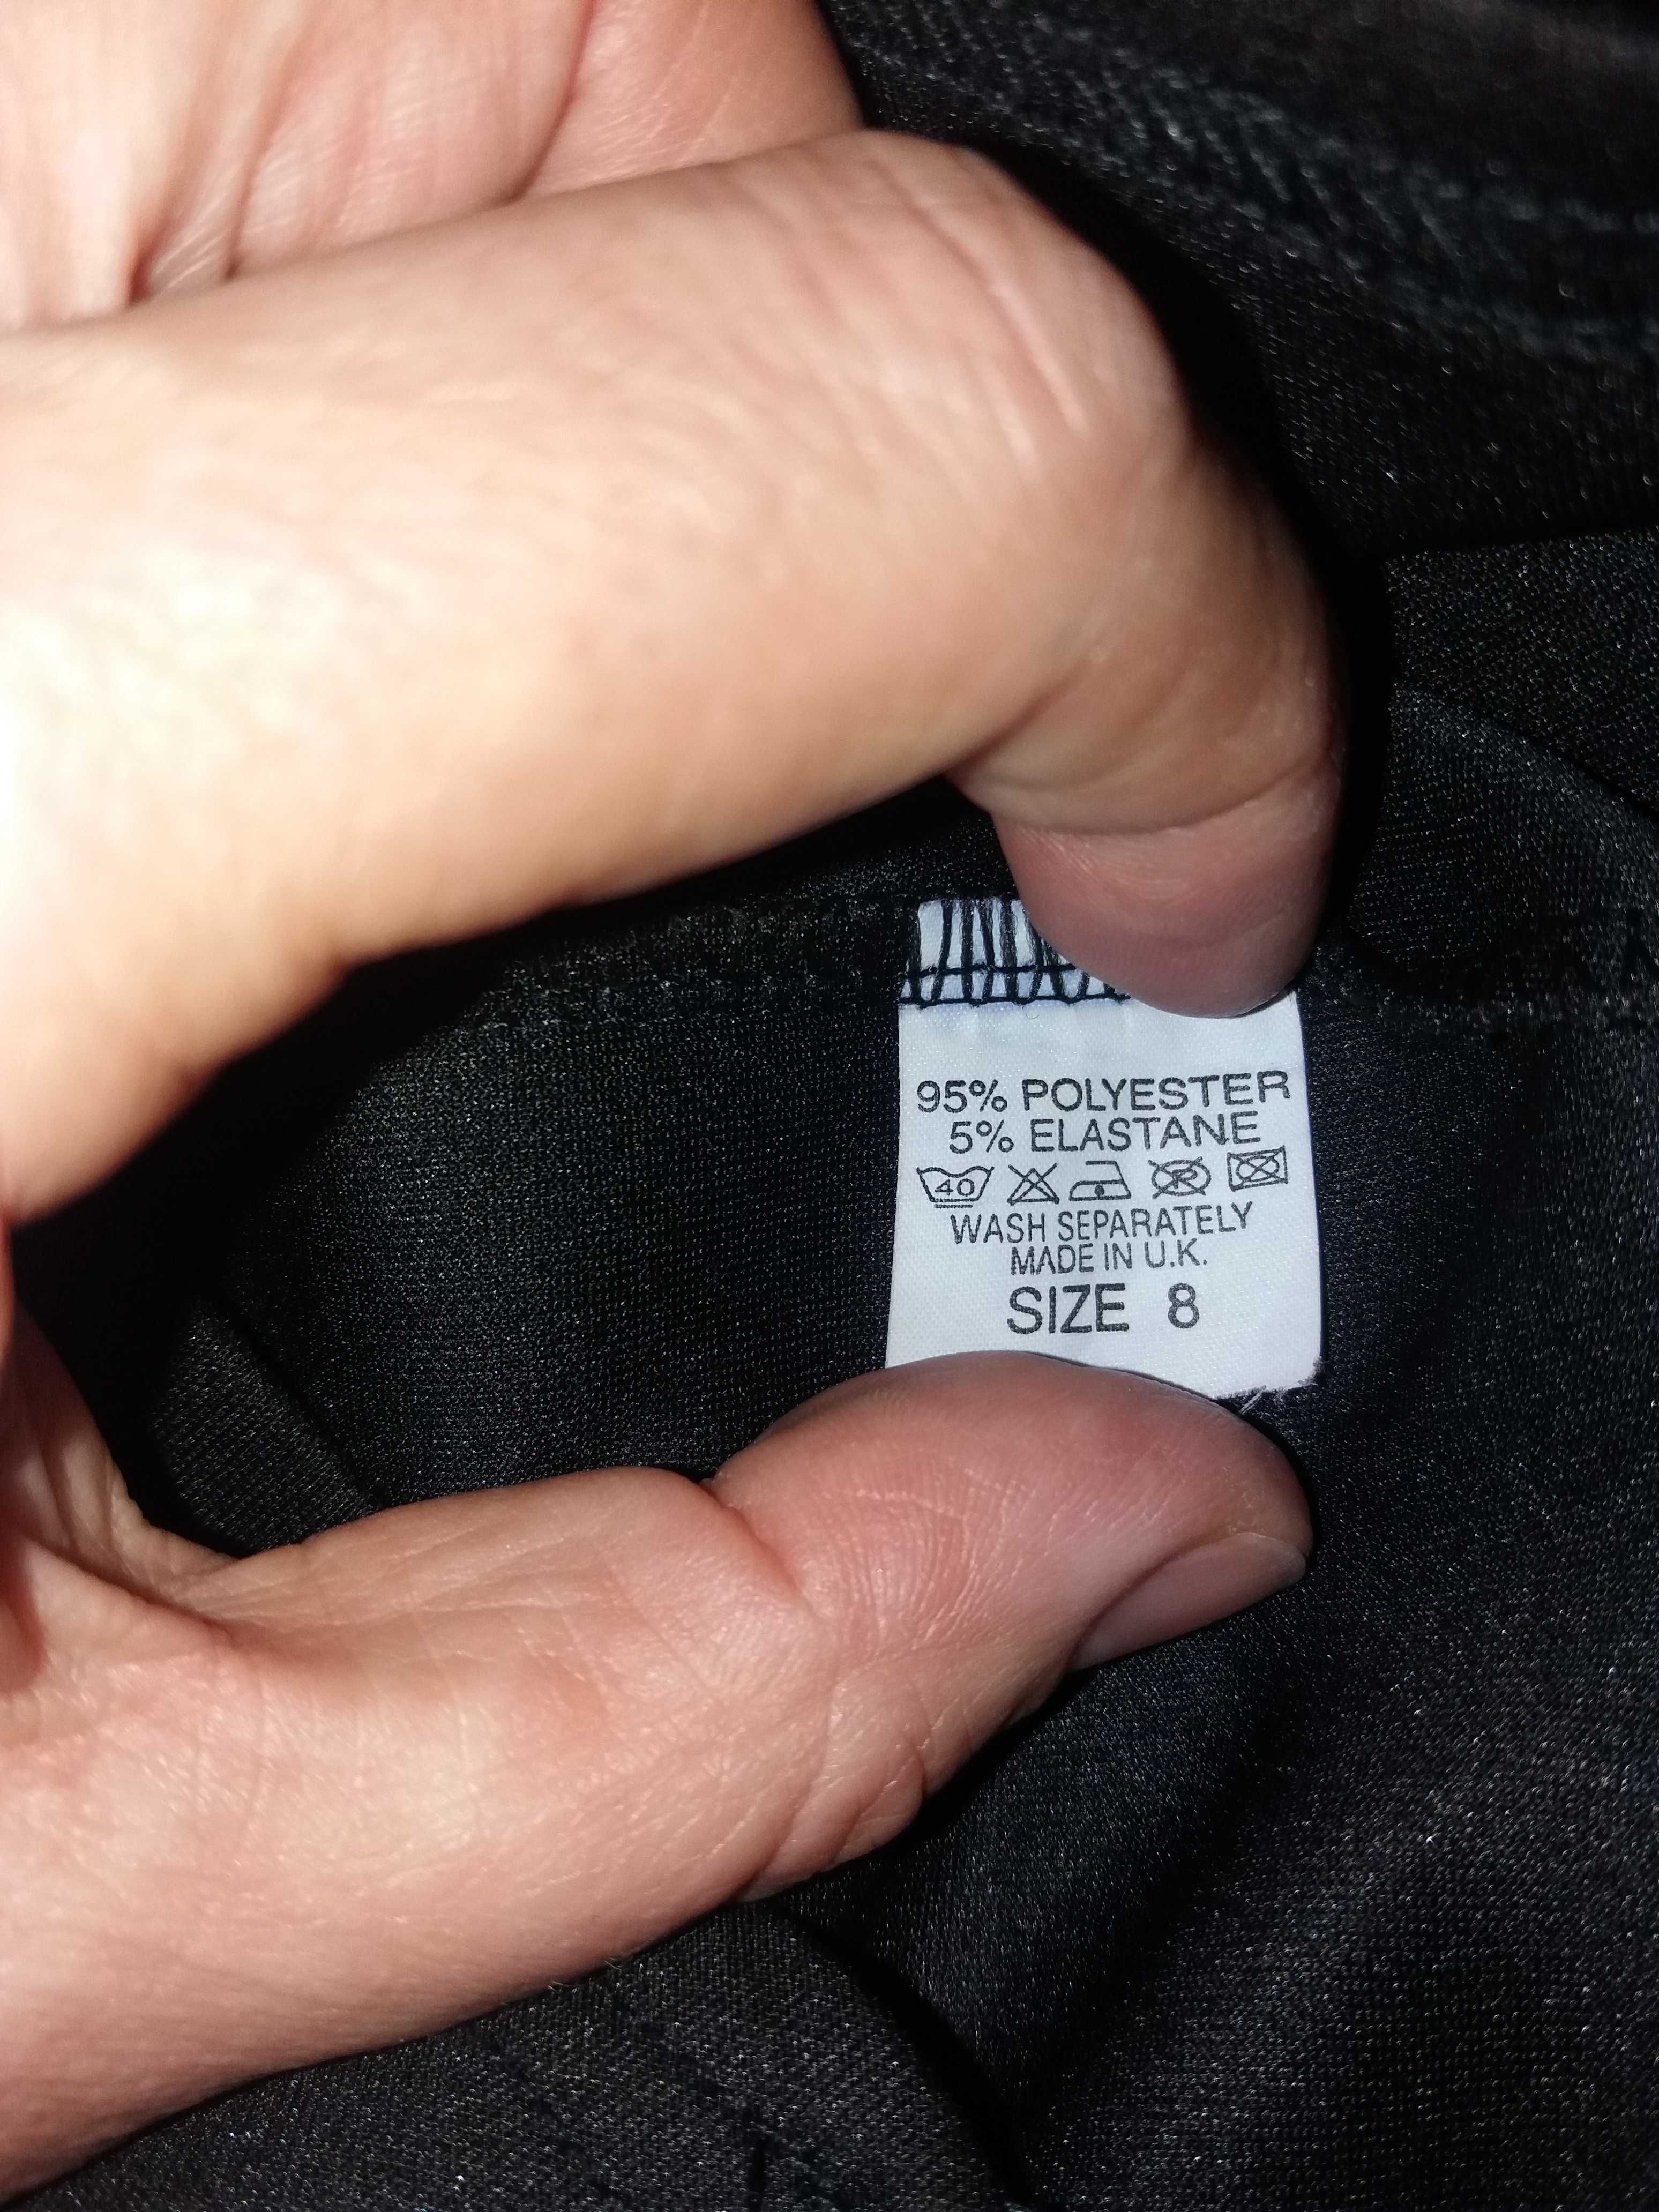 95% POLYESTER
5% ELASTANE
40 R
WASH SEPARATELY
MADE IN U.K.
SIZE 8